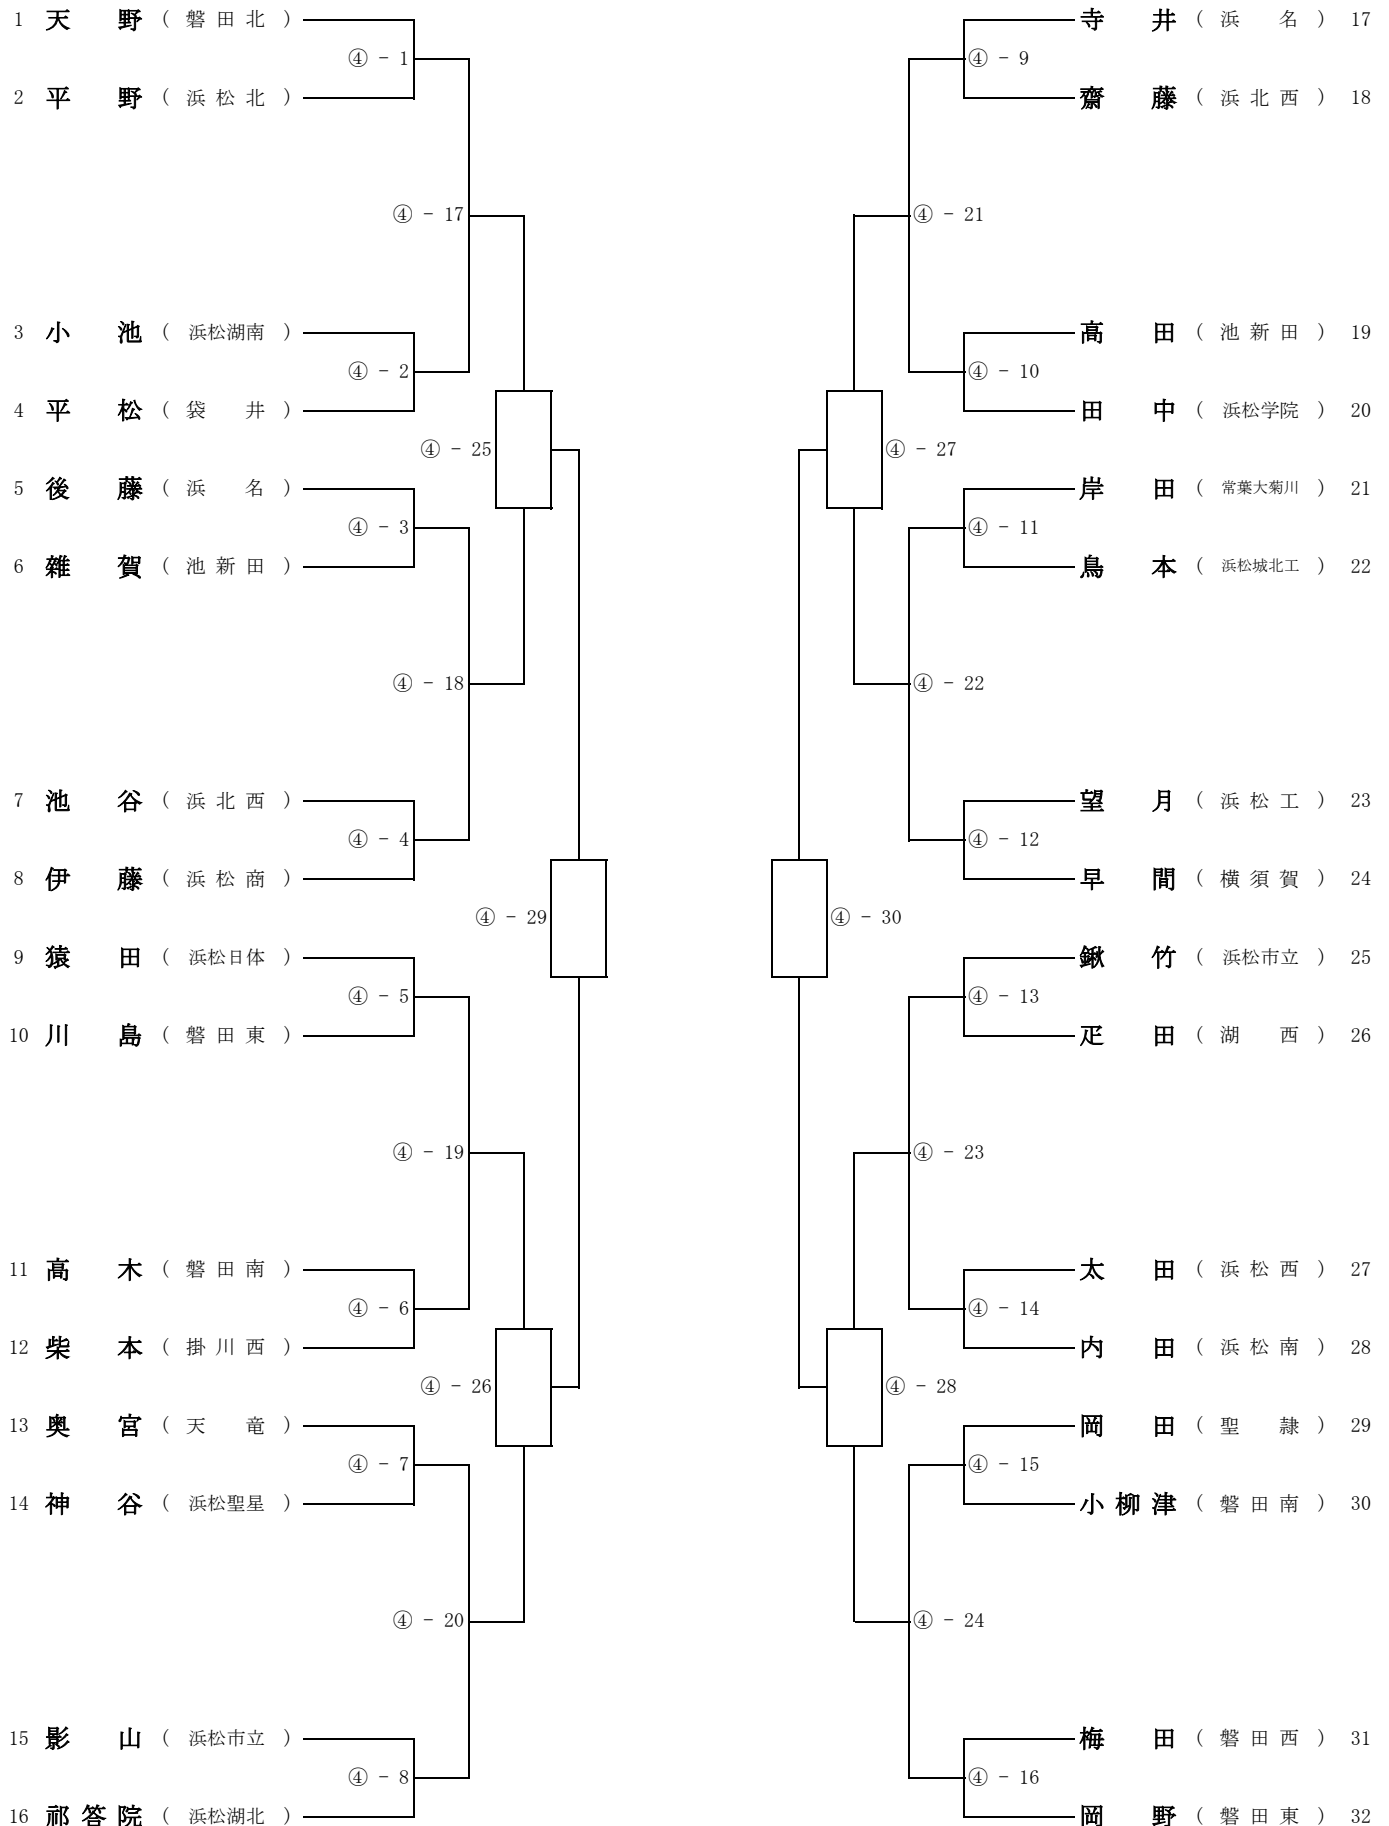 1 天 野 ( 磐 田 北 ) 寺 井 ( 浜 名 ) 17
④ - 1 ④ - 9
2 平 野 ( 浜 松 北 ) 齋 藤 ( 浜 北 西 ) 18
④ - 17 ④ - 21
3 小 池 ( 浜松湖南 ) 高 田 ( 池 新 田 ) 19
④ - 2 ④ - 10
4 平 松 ( 袋 井 ) 田 中 ( 浜松学院 ) 20
④ - 25 ④ - 27
5 後 藤 ( 浜 名 ) 岸 田 ( 常葉大菊川 ) 21
④ - 3 ④ - 11
6 雑 賀 ( 池 新 田 ) 鳥 本 ( 浜松城北工 ) 22
④ - 18 ④ - 22
7 池 谷 ( 浜 北 西 ) 望 月 ( 浜 松 工 ) 23
④ - 4 ④ - 12
8 伊 藤 ( 浜 松 商 ) 早 間 ( 横 須 賀 ) 24
④ - 29 ④ - 30
9 猿 田 ( 浜松日体 ) 鍬 竹 ( 浜松市立 ) 25
④ - 5 ④ - 13
10 川 島 ( 磐 田 東 ) 疋 田 ( 湖 西 ) 26
④ - 19 ④ - 23
11 髙 木 ( 磐 田 南 ) 太 田 ( 浜 松 西 ) 27
④ - 6 ④ - 14
12 柴 本 ( 掛 川 西 ) 内 田 ( 浜 松 南 ) 28
④ - 26 ④ - 28
13 奥 宮 ( 天 竜 ) 岡 田 ( 聖 隷 ) 29
④ - 7 ④ - 15
14 神 谷 ( 浜松聖星 ) 小 柳 津 ( 磐 田 南 ) 30
④ - 20 ④ - 24
15 影 山 ( 浜松市立 ) 梅 田 ( 磐 田 西 ) 31
④ - 8 ④ - 16
16 祁 答 院 ( 浜松湖北 ) 岡 野 ( 磐 田 東 ) 32